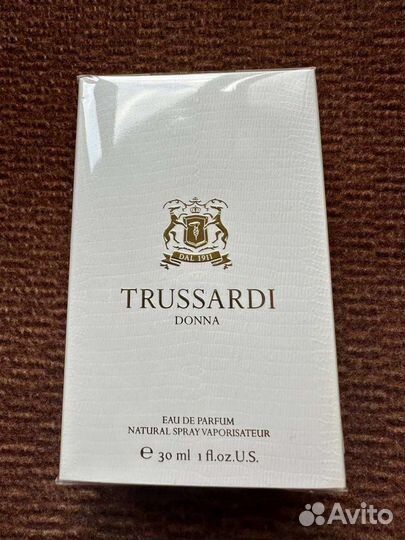 DAL 1911
TRUSSARDI
DONNA
EAU DE PARFUM
NATURAL SPRAY VAPORISATEUR
℮ 30 ml 1 fl.oz.U.S.
Avito